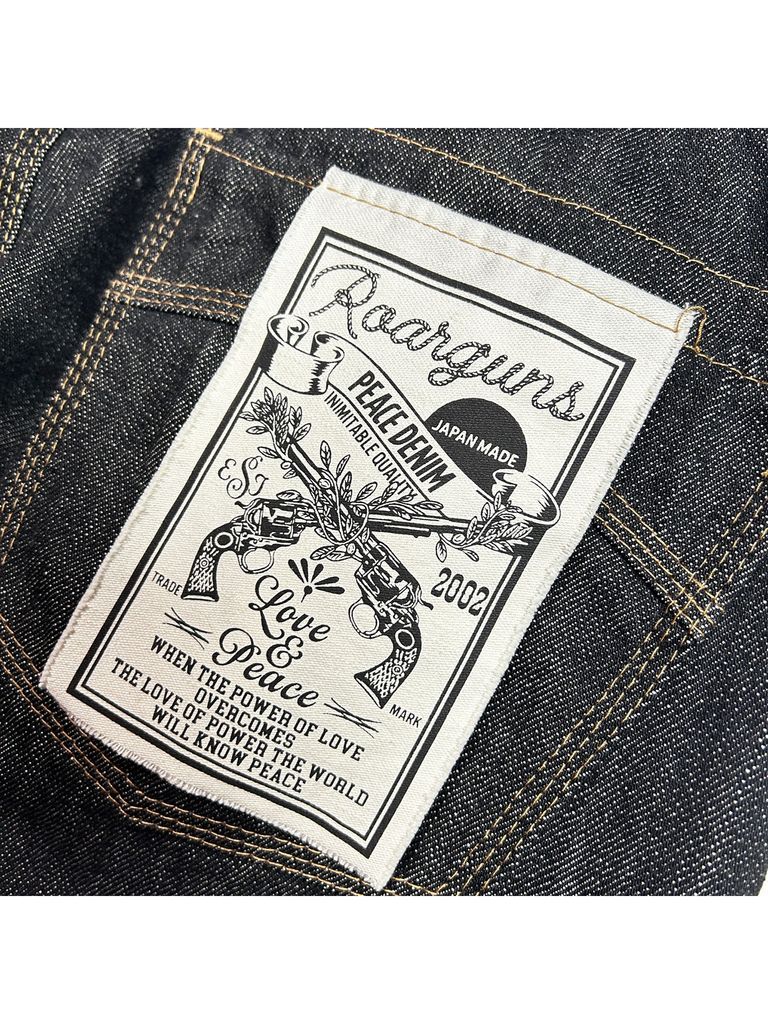 Roarguns
PEACE DENIM
INIMITABLE QUALITY
JAPAN MADE
EST
2002
TRADE
MARK
Love
&
Peace
WHEN THE POWER OF LOVE
OVERCOMES
THE LOVE OF POWER THE WORLD
WILL KNOW PEACE